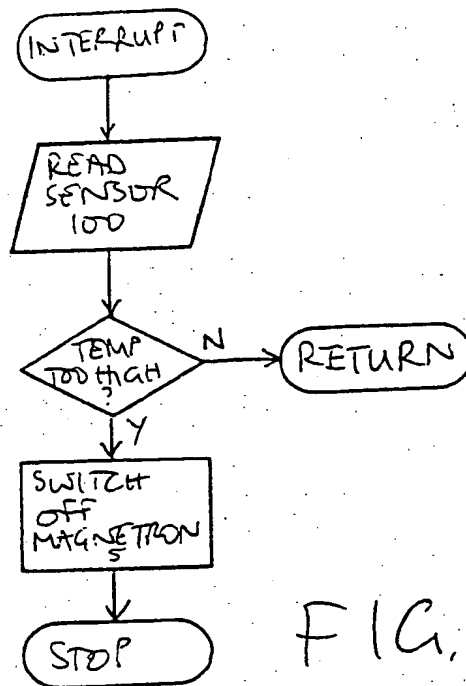 INTERRUPT
READ
SENSOR
100
TEMP
TOO HIGH
?
N
RETURN
Y
SWITCH
OFF
MAGNETRON
5
STOP
FIG.